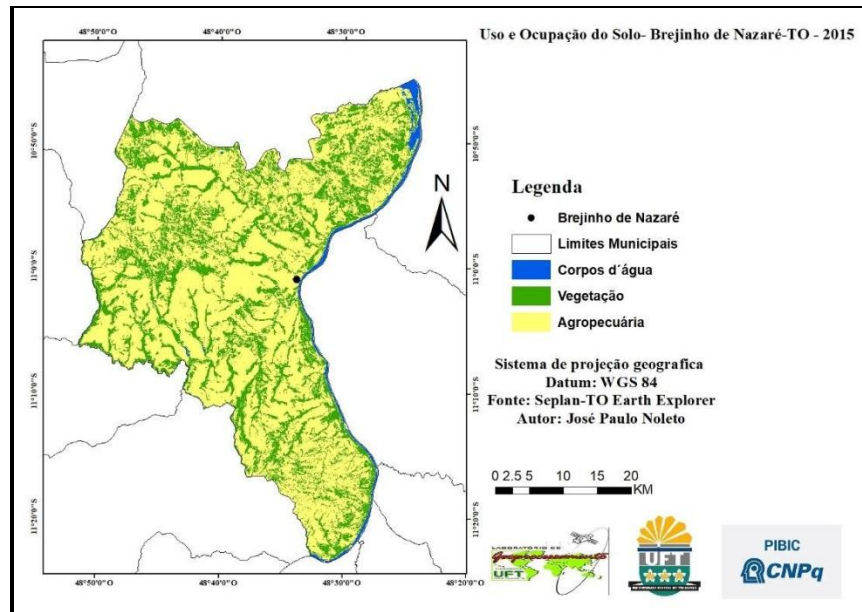 Uso e Ocupação do Solo- Brejinho de Nazaré-TO - 2015
48°50'0"W 48°40'0"W 48°30'0"W
10°50'0"S
11°0'0"S
11°10'0"S
11°20'0"S
10°50'0"S
11°0'0"S
11°10'0"S
11°20'0"S
48°50'0"W 48°40'0"W 48°30'0"W 48°20'0"W
N
Legenda
Brejinho de Nazaré
Limites Municipais
Corpos d´água
Vegetação
Agropecuária
Sistema de projeção geografica
Datum: WGS 84
Fonte: Seplan-TO Earth Explorer
Autor: José Paulo Noleto
0 2.5 5 10 15 20
KM
LABORATÓRIO DE
Geoprocessamento
UFT
UFT
PIBIC
CNPq